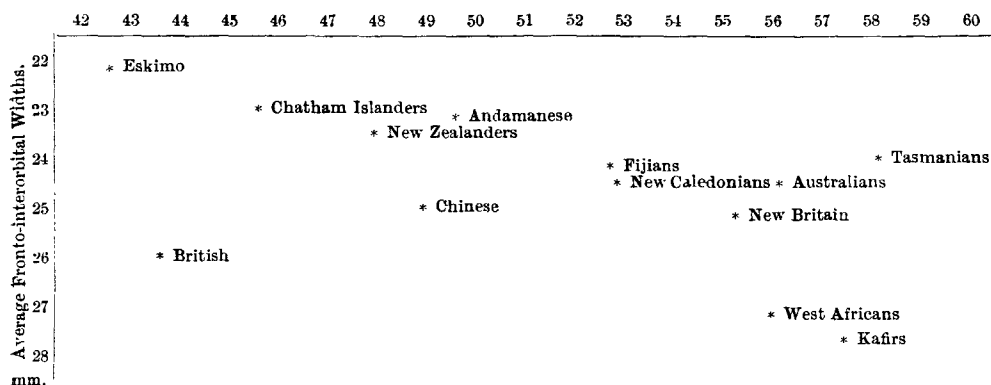 42 43 44 45 46 47 48 49 50 51 52 53 54 55 56 57 58 59 60
Average Fronto-interorbital Widths.
22
* Eskimo
23
* Chatham Islanders
* Andamanese
* New Zealanders
24
* Tasmanians
* Fijians
* New Caledonians
* Australians
25
* Chinese
* New Britain
26
* British
27
* West Africans
* Kafirs
28
mm.